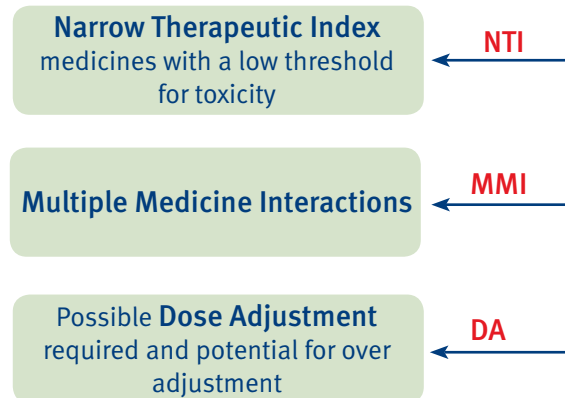 Narrow Therapeutic Index
medicines with a low threshold
for toxicity
NTI
Multiple Medicine Interactions
MMI
Possible Dose Adjustment
required and potential for over
adjustment
DA